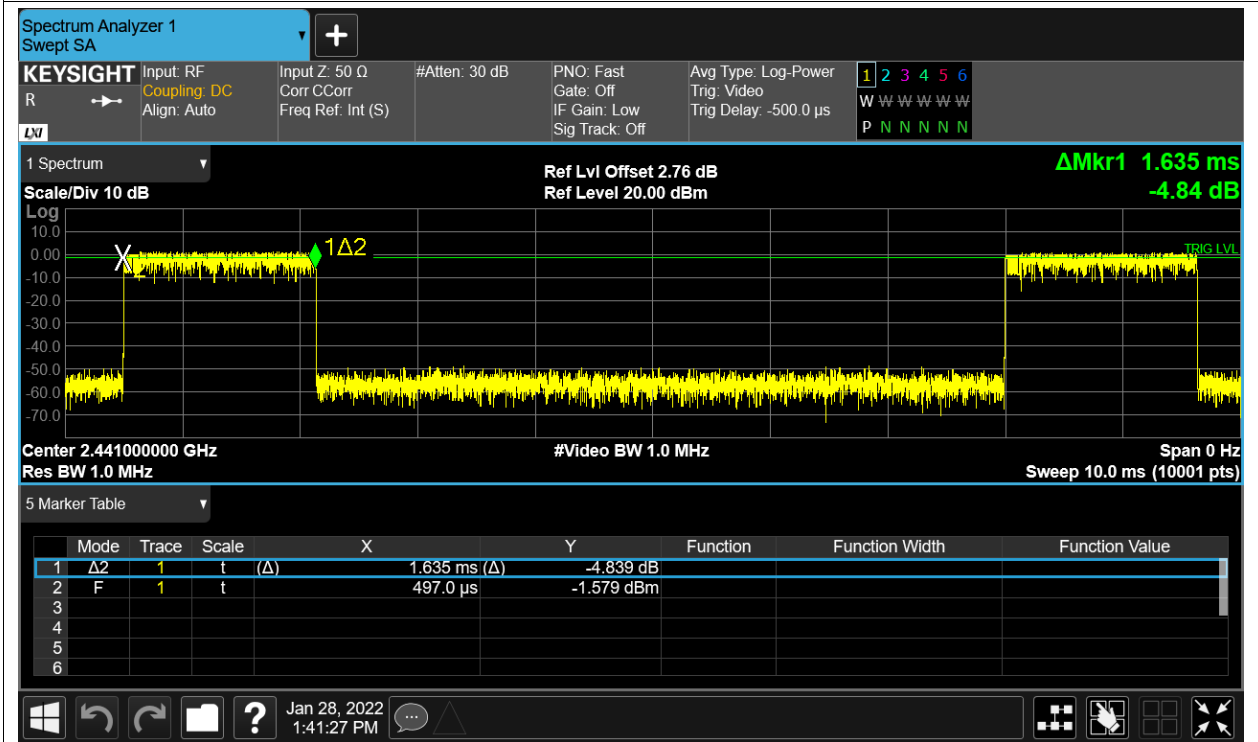 Spectrum Analyzer 1
Swept SA
KEYSIGHT Input: RF Input Z: 50 Ω #Atten: 30 dB PNO: Fast Avg Type: Log-Power 1 2 3 4 5 6
R Coupling: DC Corr CCorr Gate: Off Trig: Video W W W W W W
Align: Auto Freq Ref: Int (S) IF Gain: Low Trig Delay: -500.0 µs P N N N N N
LXI Sig Track: Off
1 Spectrum Ref Lvl Offset 2.76 dB ΔMkr1 1.635 ms
Scale/Div 10 dB Ref Level 20.00 dBm -4.84 dB
Log
10.0
1Δ2
0.00
TRIG LVL
2
-10.0
-20.0
-30.0
-40.0
-50.0
-60.0
-70.0
Center 2.441000000 GHz #Video BW 1.0 MHz Span 0 Hz
Res BW 1.0 MHz Sweep 10.0 ms (10001 pts)
5 Marker Table
Mode Trace Scale X Y Function Function Width Function Value
1 Δ2 1 t (Δ) 1.635 ms (Δ) -4.839 dB
2 F 1 t 497.0 µs -1.579 dBm
3
4
5
6
? Jan 28, 2022
1:41:27 PM